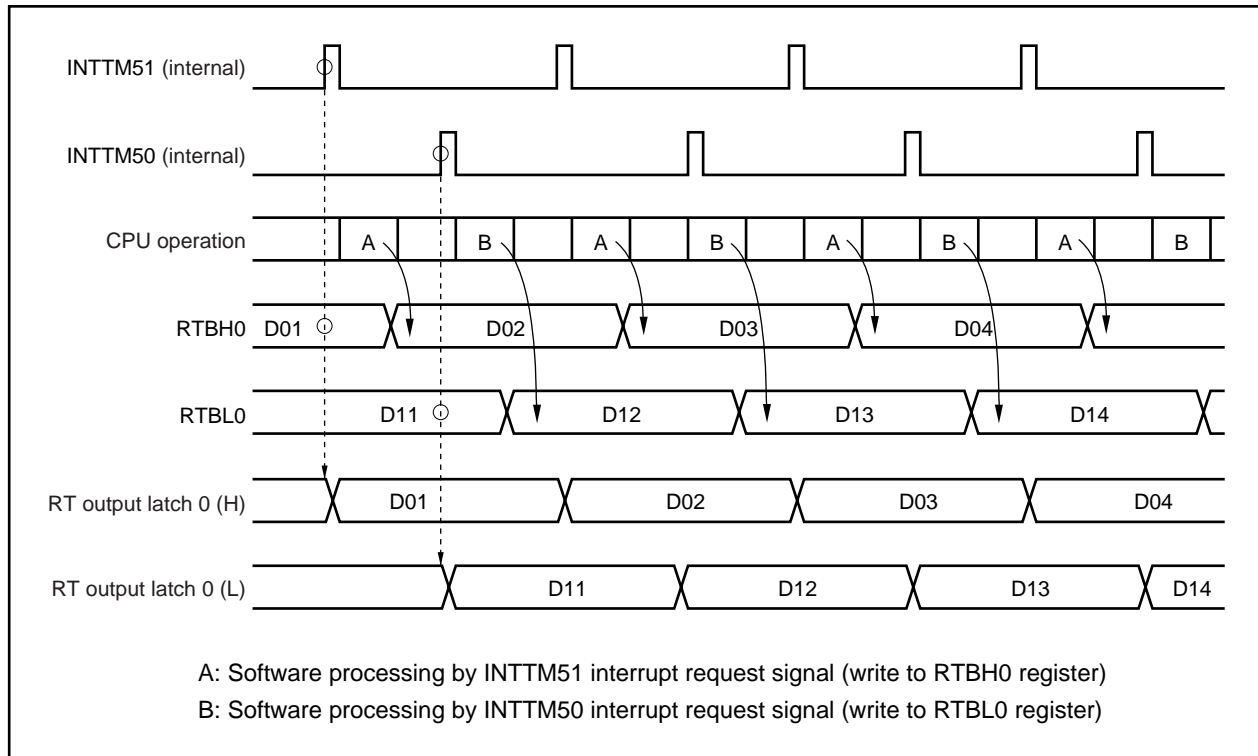 INTTM51 (internal)
INTTM50 (internal)
CPU operation A B A B A B A B
RTBH0 D01 D02 D03 D04
RTBL0 D11 D12 D13 D14
RT output latch 0 (H) D01 D02 D03 D04
RT output latch 0 (L) D11 D12 D13 D14
A: Software processing by INTTM51 interrupt request signal (write to RTBH0 register)
B: Software processing by INTTM50 interrupt request signal (write to RTBL0 register)